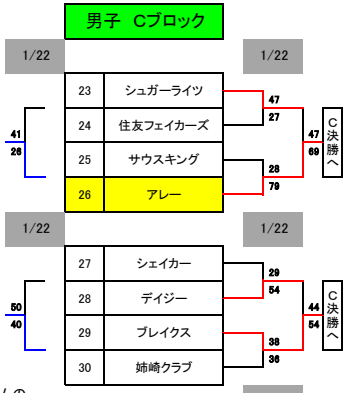 男子 Cブロック
1/22 1/22
23 シュガーライツ
47
24 住友フェイカーズ
27
41 47
26 69
C決勝へ
25 サウスキング
28
26 アレー
79
1/22 1/22
27 シェイカー
29
28 デイジー
54
50 44
40 54
C決勝へ
29 ブレイクス
38
30 姉崎クラブ
36